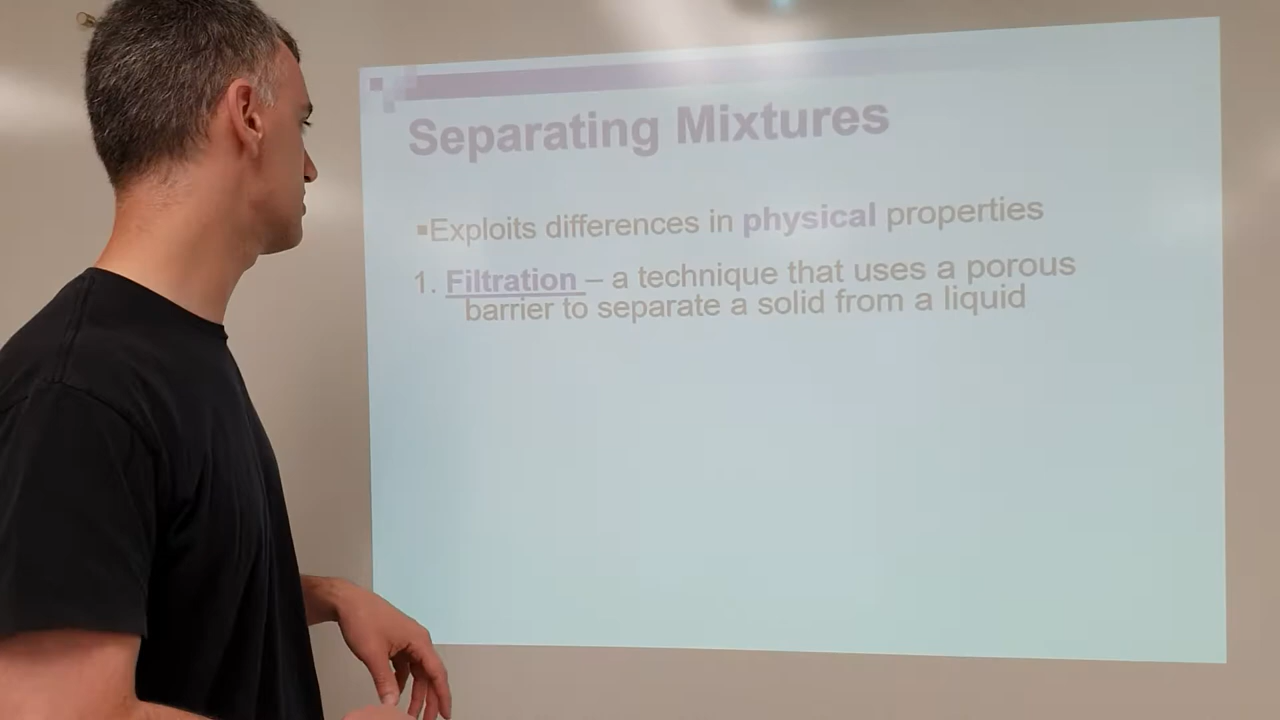 Separating Mixtures
▪Exploits differences in physical properties
1. Filtration – a technique that uses a porous
barrier to separate a solid from a liquid